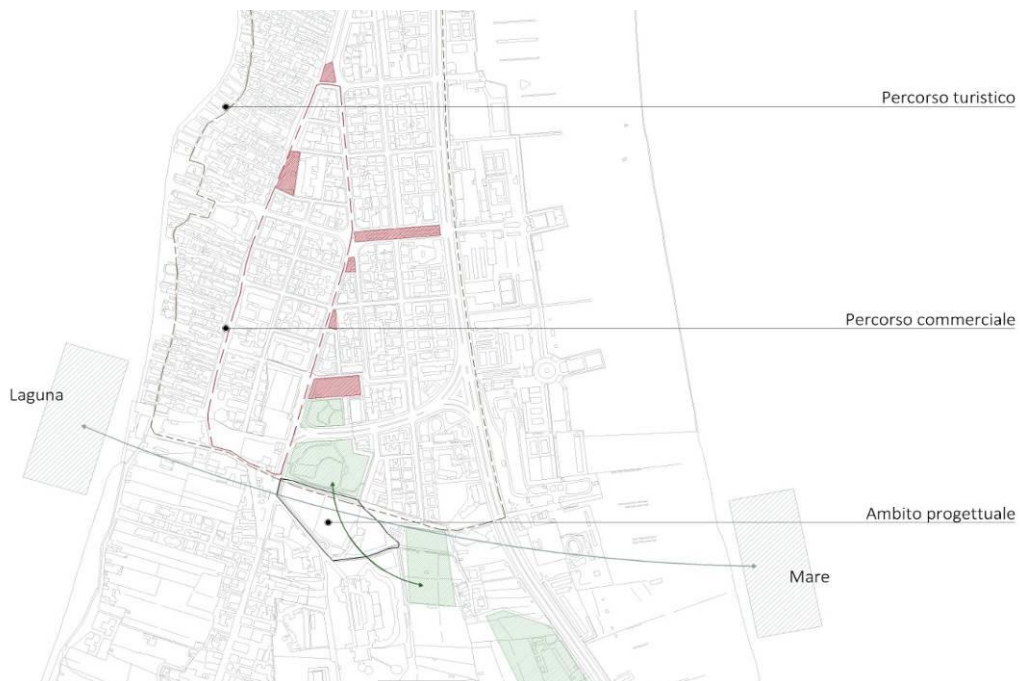 Percorso turistico
Percorso commerciale
Laguna
Ambito progettuale
Mare